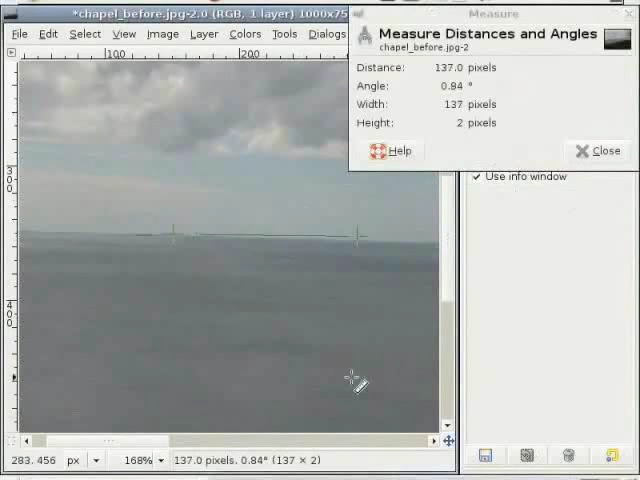 *chapel_before.jpg-2.0 (RGB, 1 layer) 1000x75
Measure
File Edit Select View Image Layer Colors Tools Dialogs
Measure Distances and Angles
chapel_before.jpg-2
Distance: 137.0 pixels
Angle: 0.84 °
Width: 137 pixels
Height: 2 pixels
Help Close
100 200
300
400
Use info window
283, 456 px 168% 137.0 pixels, 0.84° (137 × 2)